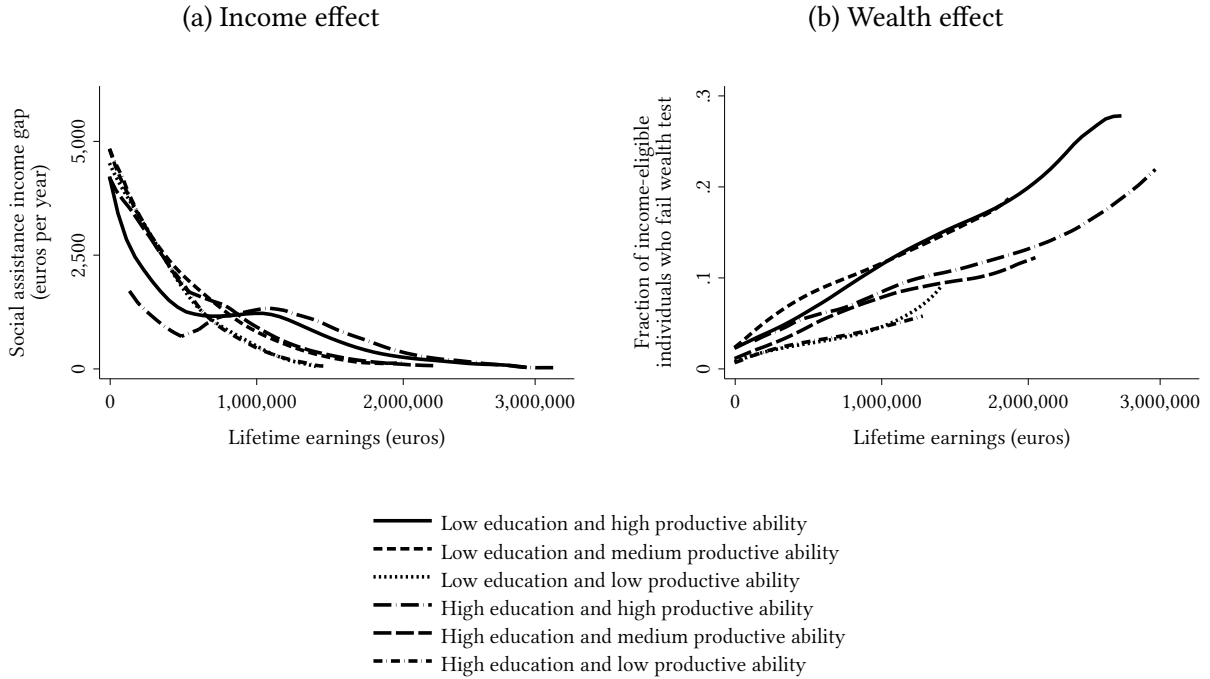 (a) Income effect
Social assistance income gap
(euros per year)
5,000
2,500
0
0
1,000,000
2,000,000
3,000,000
Lifetime earnings (euros)
(b) Wealth effect
Fraction of income-eligible
individuals who fail wealth test
.3
.2
.1
0
0
1,000,000
2,000,000
3,000,000
Lifetime earnings (euros)
Low education and high productive ability
Low education and medium productive ability
Low education and low productive ability
High education and high productive ability
High education and medium productive ability
High education and low productive ability